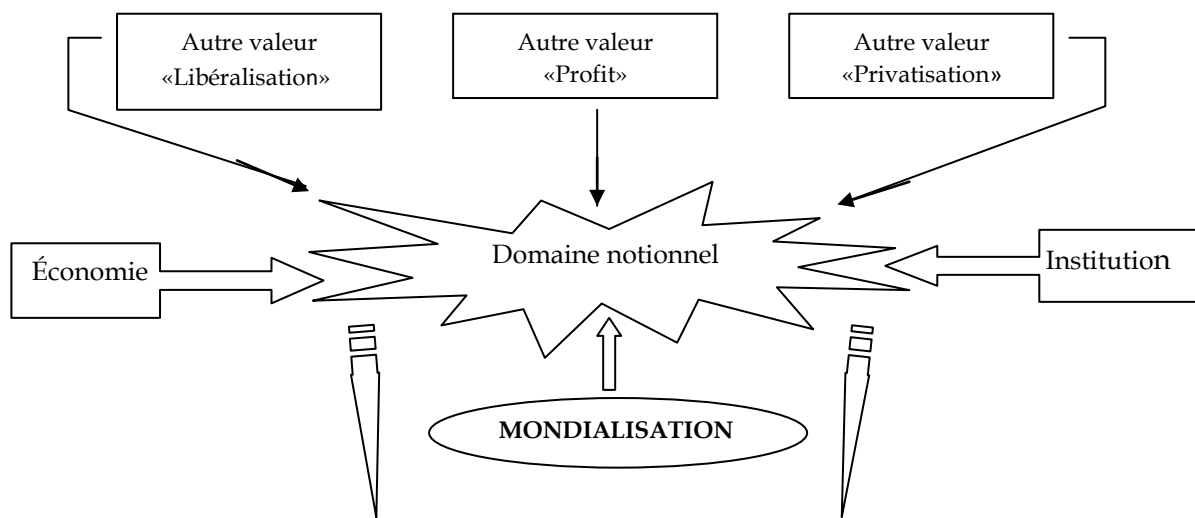 Autre valeur
«Libéralisation»
Autre valeur
«Profit»
Autre valeur
«Privatisation»
Économie
Domaine notionnel
Institution
MONDIALISATION